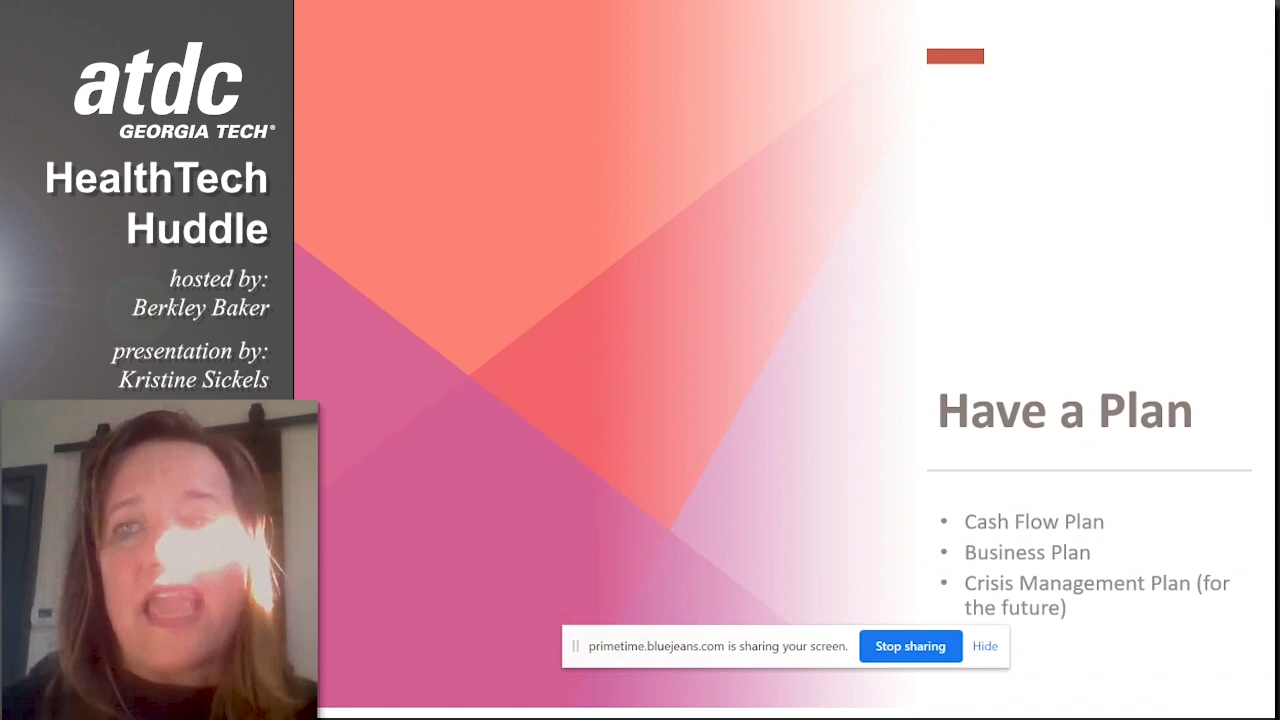 atdc
GEORGIA TECH®
HealthTech
Huddle
hosted by:
Berkley Baker
presentation by:
Kristine Sickels
Have a Plan
• Cash Flow Plan
• Business Plan
• Crisis Management Plan (for
the future)
primetime.bluejeans.com is sharing your screen.
Stop sharing
Hide